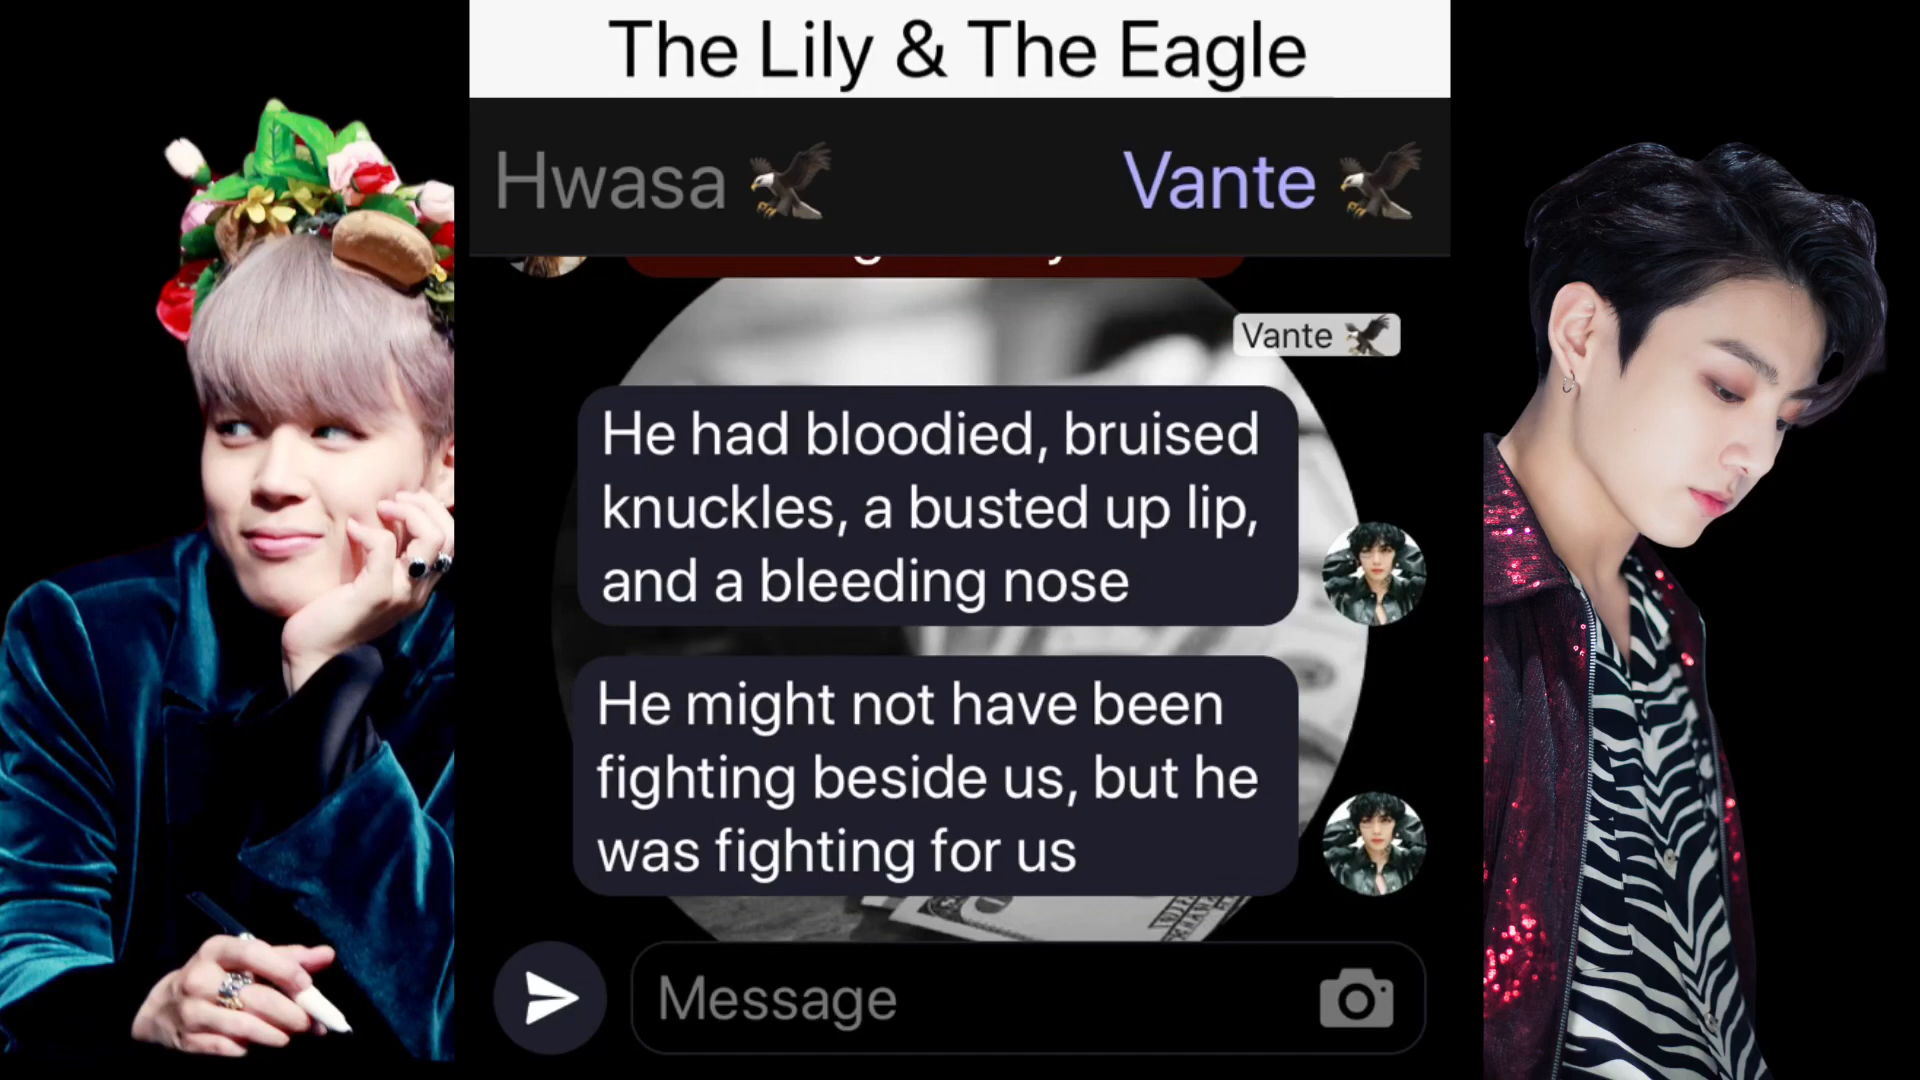 The Lily & The Eagle
Hwasa 🦅 Vante 🦅
Vante 🦅
He had bloodied, bruised
knuckles, a busted up lip,
and a bleeding nose
He might not have been
fighting beside us, but he
was fighting for us
Message